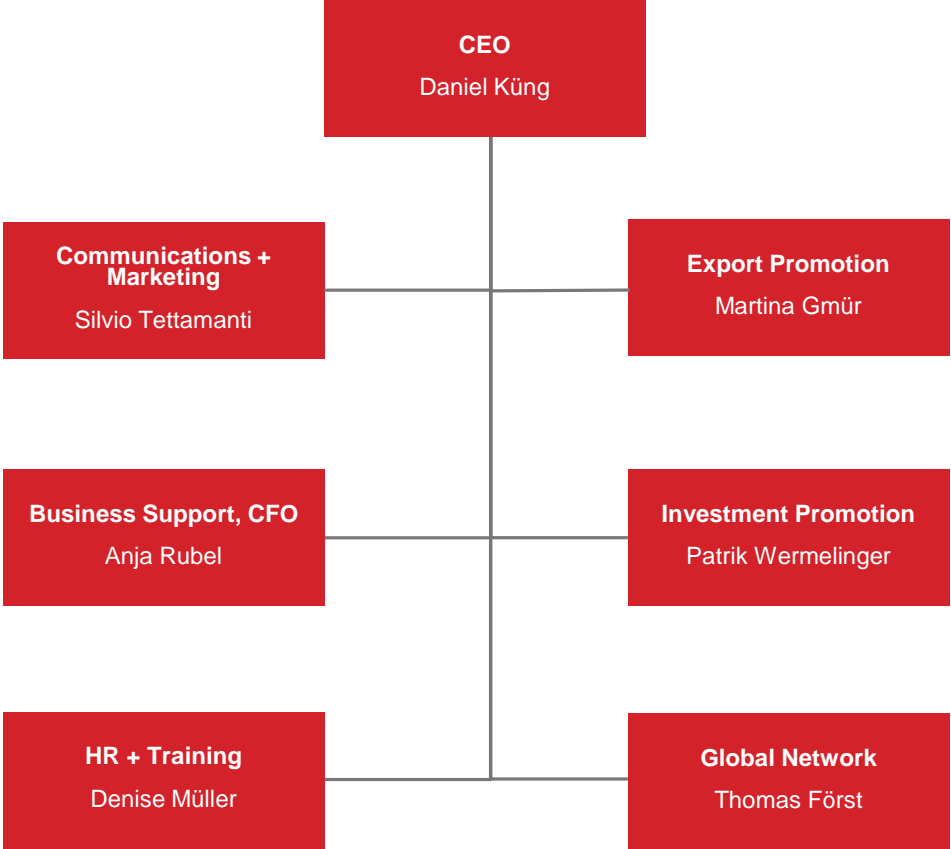 CEO
Daniel Küng
Communications +
Marketing
Silvio Tettamanti
Export Promotion
Martina Gmür
Business Support, CFO
Anja Rubel
Investment Promotion
Patrik Wermelinger
HR + Training
Denise Müller
Global Network
Thomas Först